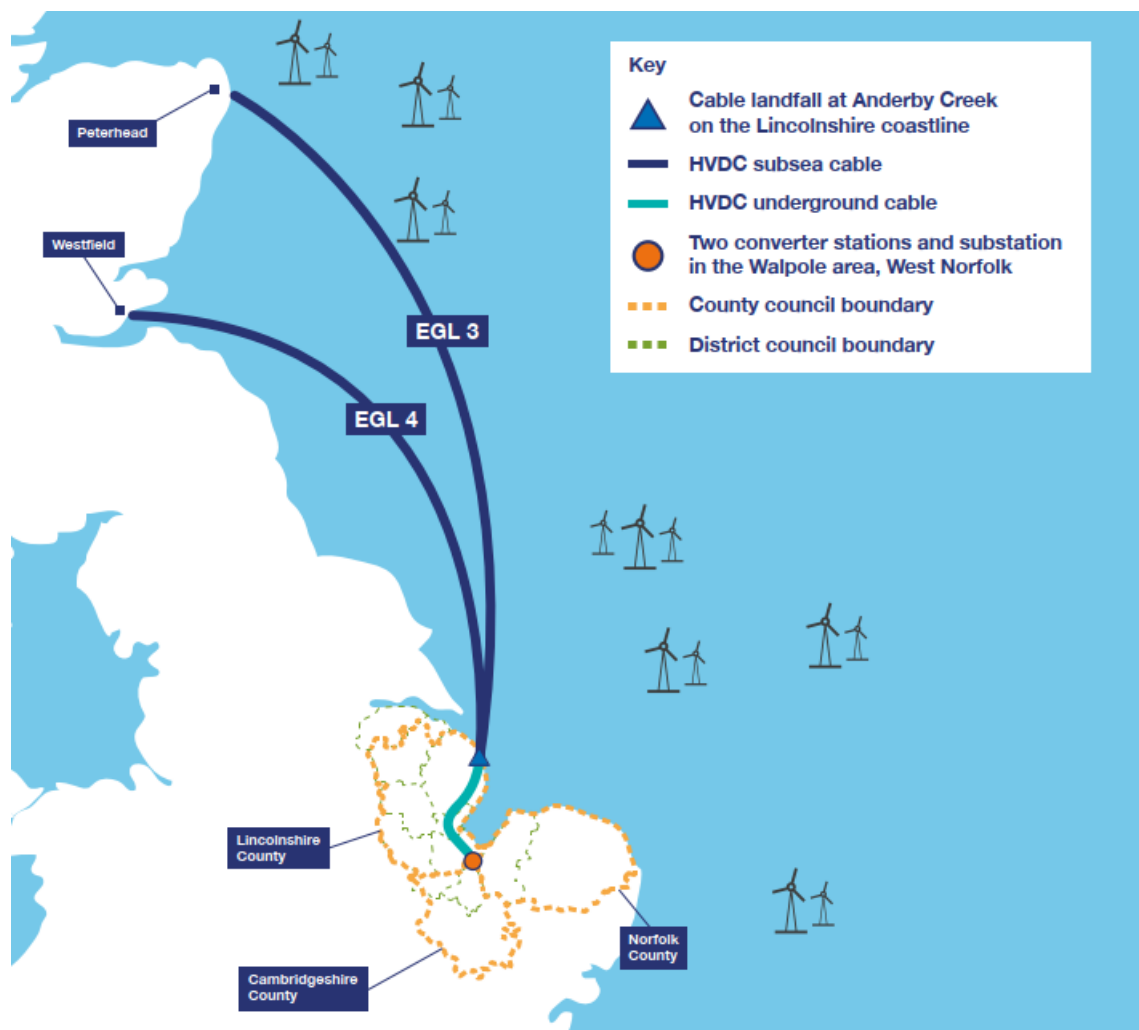 Key
Cable landfall at Anderby Creek
on the Lincolnshire coastline
HVDC subsea cable
HVDC underground cable
Two converter stations and substation
in the Walpole area, West Norfolk
County council boundary
District council boundary
Peterhead
Westfield
EGL 3
EGL 4
Lincolnshire
County
Norfolk
County
Cambridgeshire
County